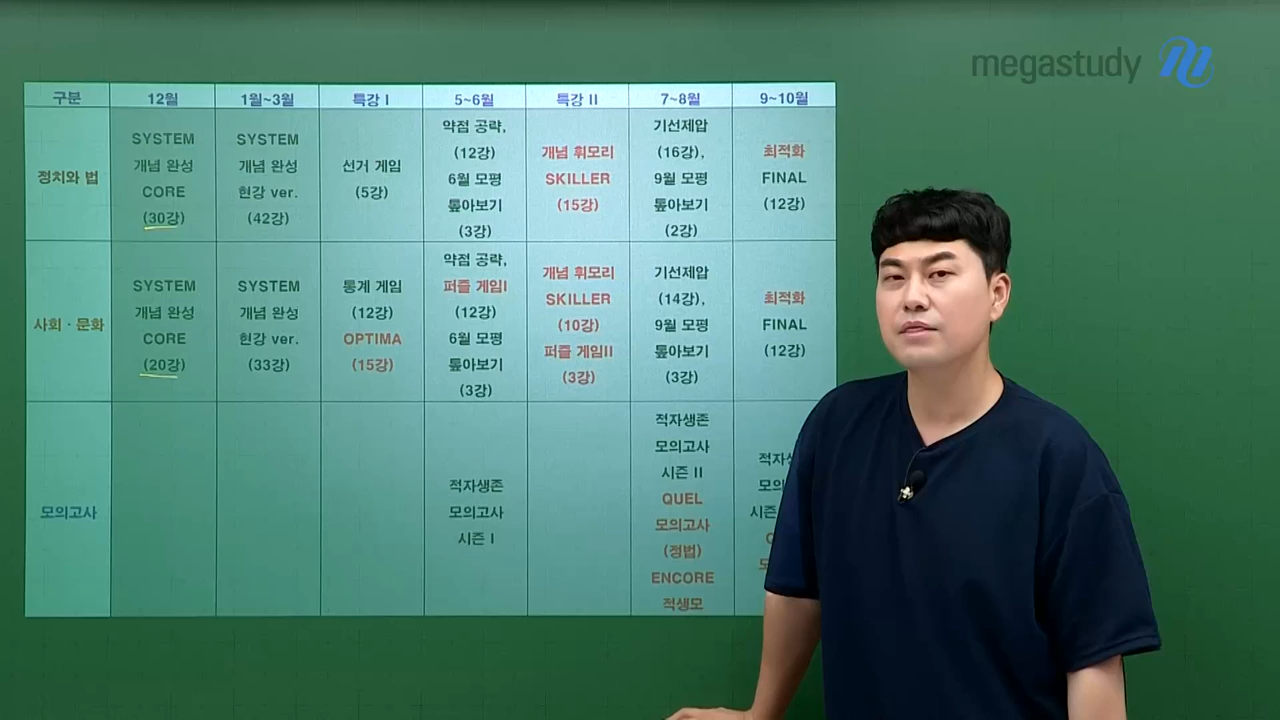 megastudy
구분 12월 1월~3월 특강 I 5~6월 특강 II 7~8월 9~10월
정치와 법
SYSTEM
개념 완성
CORE
(30강)
SYSTEM
개념 완성
현강 ver.
(42강)
선거 게임
(5강)
약점 공략,
(12강)
6월 모평
톺아보기
(3강)
개념 휘모리
SKILLER
(15강)
기선제압
(16강),
9월 모평
톺아보기
(2강)
최적화
FINAL
(12강)
사회 · 문화
SYSTEM
개념 완성
CORE
(20강)
SYSTEM
개념 완성
현강 ver.
(33강)
통계 게임
(12강)
OPTIMA
(15강)
약점 공략,
퍼즐 게임I
(12강)
6월 모평
톺아보기
(3강)
개념 휘모리
SKILLER
(10강)
퍼즐 게임II
(3강)
기선제압
(14강),
9월 모평
톺아보기
(3강)
최적화
FINAL
(12강)
모의고사
적자생존
모의고사
시즌 I
적자생존
모의고사
시즌 II
QUEL
모의고사
(정법)
ENCORE
적생모
시즌